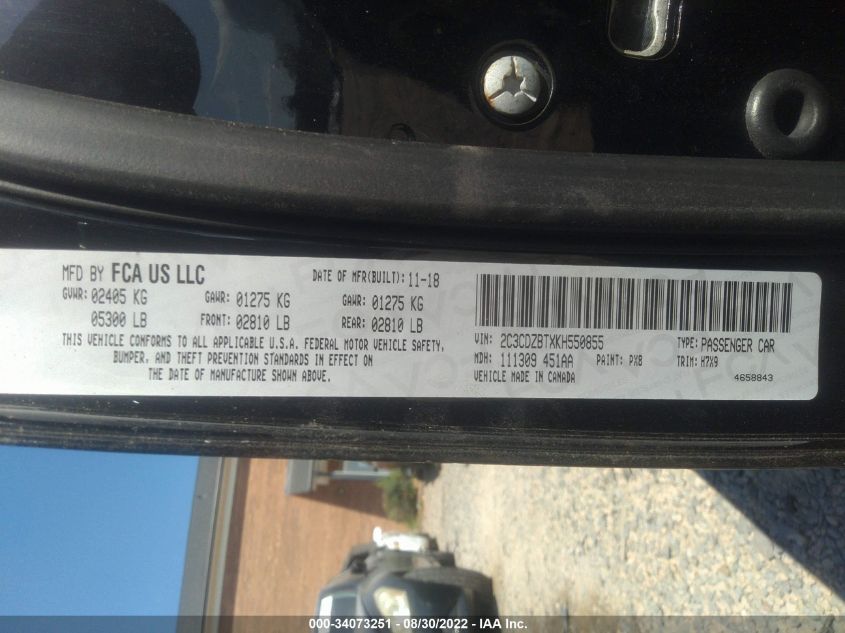 MFD BY FCA US LLC
DATE OF MFR(BUILT): 11-18
GVWR: 02405 KG GAWR: 01275 KG GAWR: 01275 KG
05300 LB FRONT: 02810 LB REAR: 02810 LB
THIS VEHICLE CONFORMS TO ALL APPLICABLE U.S.A. FEDERAL MOTOR VEHICLE SAFETY,
BUMPER, AND THEFT PREVENTION STANDARDS IN EFFECT ON
THE DATE OF MANUFACTURE SHOWN ABOVE.
VIN: 2C3CDZBTXKH550855 TYPE: PASSENGER CAR
MDH: 111309 451AA PAINT: PX8 TRIM: H7X9
VEHICLE MADE IN CANADA 4658843
000-34073251 - 08/30/2022 - IAA Inc.